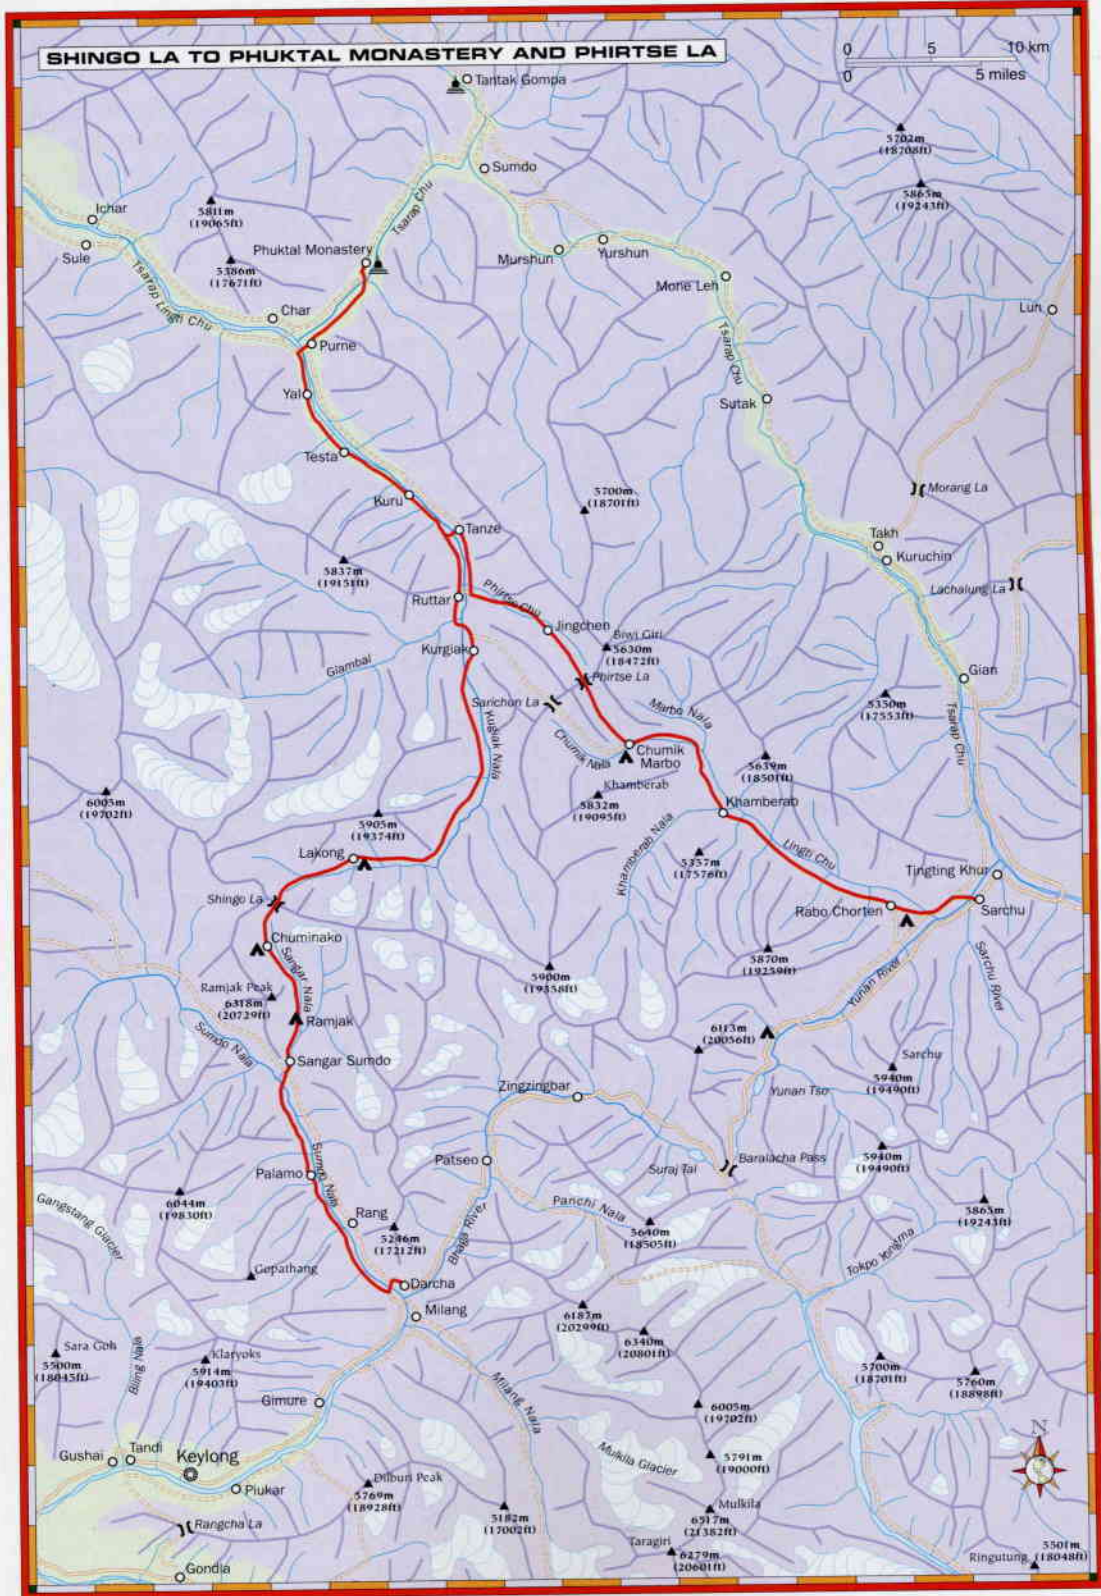 SHINGO LA TO PHUKTAL MONASTERY AND PHIRTSE LA
0 5 10 km
0 5 miles
Tantak Gompa
5702m
(18708ft)
Sumdo
5865m
(19243ft)
Tsarap Chu
Ichar
5811m
(19065ft)
Sule
Phuktal Monastery
Murshun
Yurshun
5386m
(17671ft)
Tsarap Lingti Chu
Mone Leh
Char
Lun
Purne
Tsarap Chu
Yal
Sutak
Testa
Kuru
5700m
(18701ft)
Morang La
Tanze
Takh
Kuruchin
5837m
(19151ft)
Phirtse Chu
Lachalung La
Ruttar
Jingchen
Biwi Giri
5630m
(18472ft)
Kurgiak
Giambal
Phirtse La
Gian
Sarichon La
Marbo Nala
5350m
(17553ft)
Kugiak Nala
Chumik Nala
Chumik
Marbo
Tsarap Chu
5639m
(18501ft)
6005m
(19702ft)
Khamberab
5832m
(19095ft)
Khamberab
5905m
(19374ft)
Khamberab Nala
Lingti Chu
Lakong
5357m
(17576ft)
Tingting Khur
Shingo La
Rabo Chorten
Sarchu
Chuminako
Sangar Nala
5900m
(19358ft)
5870m
(19259ft)
Yunan River
Sarchu River
Ramjak Peak
6318m
(20729ft)
Ramjak
Sumdo Nala
6113m
(20056ft)
Sangar Sumdo
Sarchu
5940m
(19490ft)
Zingzingbar
Yunan Tso
Sumdo Nala
Patseo
Suraj Tal
Baralacha Pass
5940m
(19490ft)
Palamo
6044m
(19830ft)
Gangstang Glacier
Rang
5246m
(17212ft)
Bhaga River
Panchi Nala
5640m
(18505ft)
5865m
(19243ft)
Tokpo Yongma
Gepathang
Darcha
Milang
6187m
(20299ft)
6340m
(20801ft)
Sara Goh
5500m
(18045ft)
Biling Nala
Klaryoks
5914m
(19403ft)
5700m
(18701ft)
5760m
(18898ft)
Gimure
Milang Nala
6005m
(19702ft)
N
Gushal
Tandi
Keylong
Mulkila Glacier
5791m
(19000ft)
Piukar
Dilburi Peak
5769m
(18928ft)
5182m
(17002ft)
Mulkila
6517m
(21382ft)
Rangcha La
Taragiri
6279m
(20601ft)
Gondla
Ringutung
5501m
(18048ft)